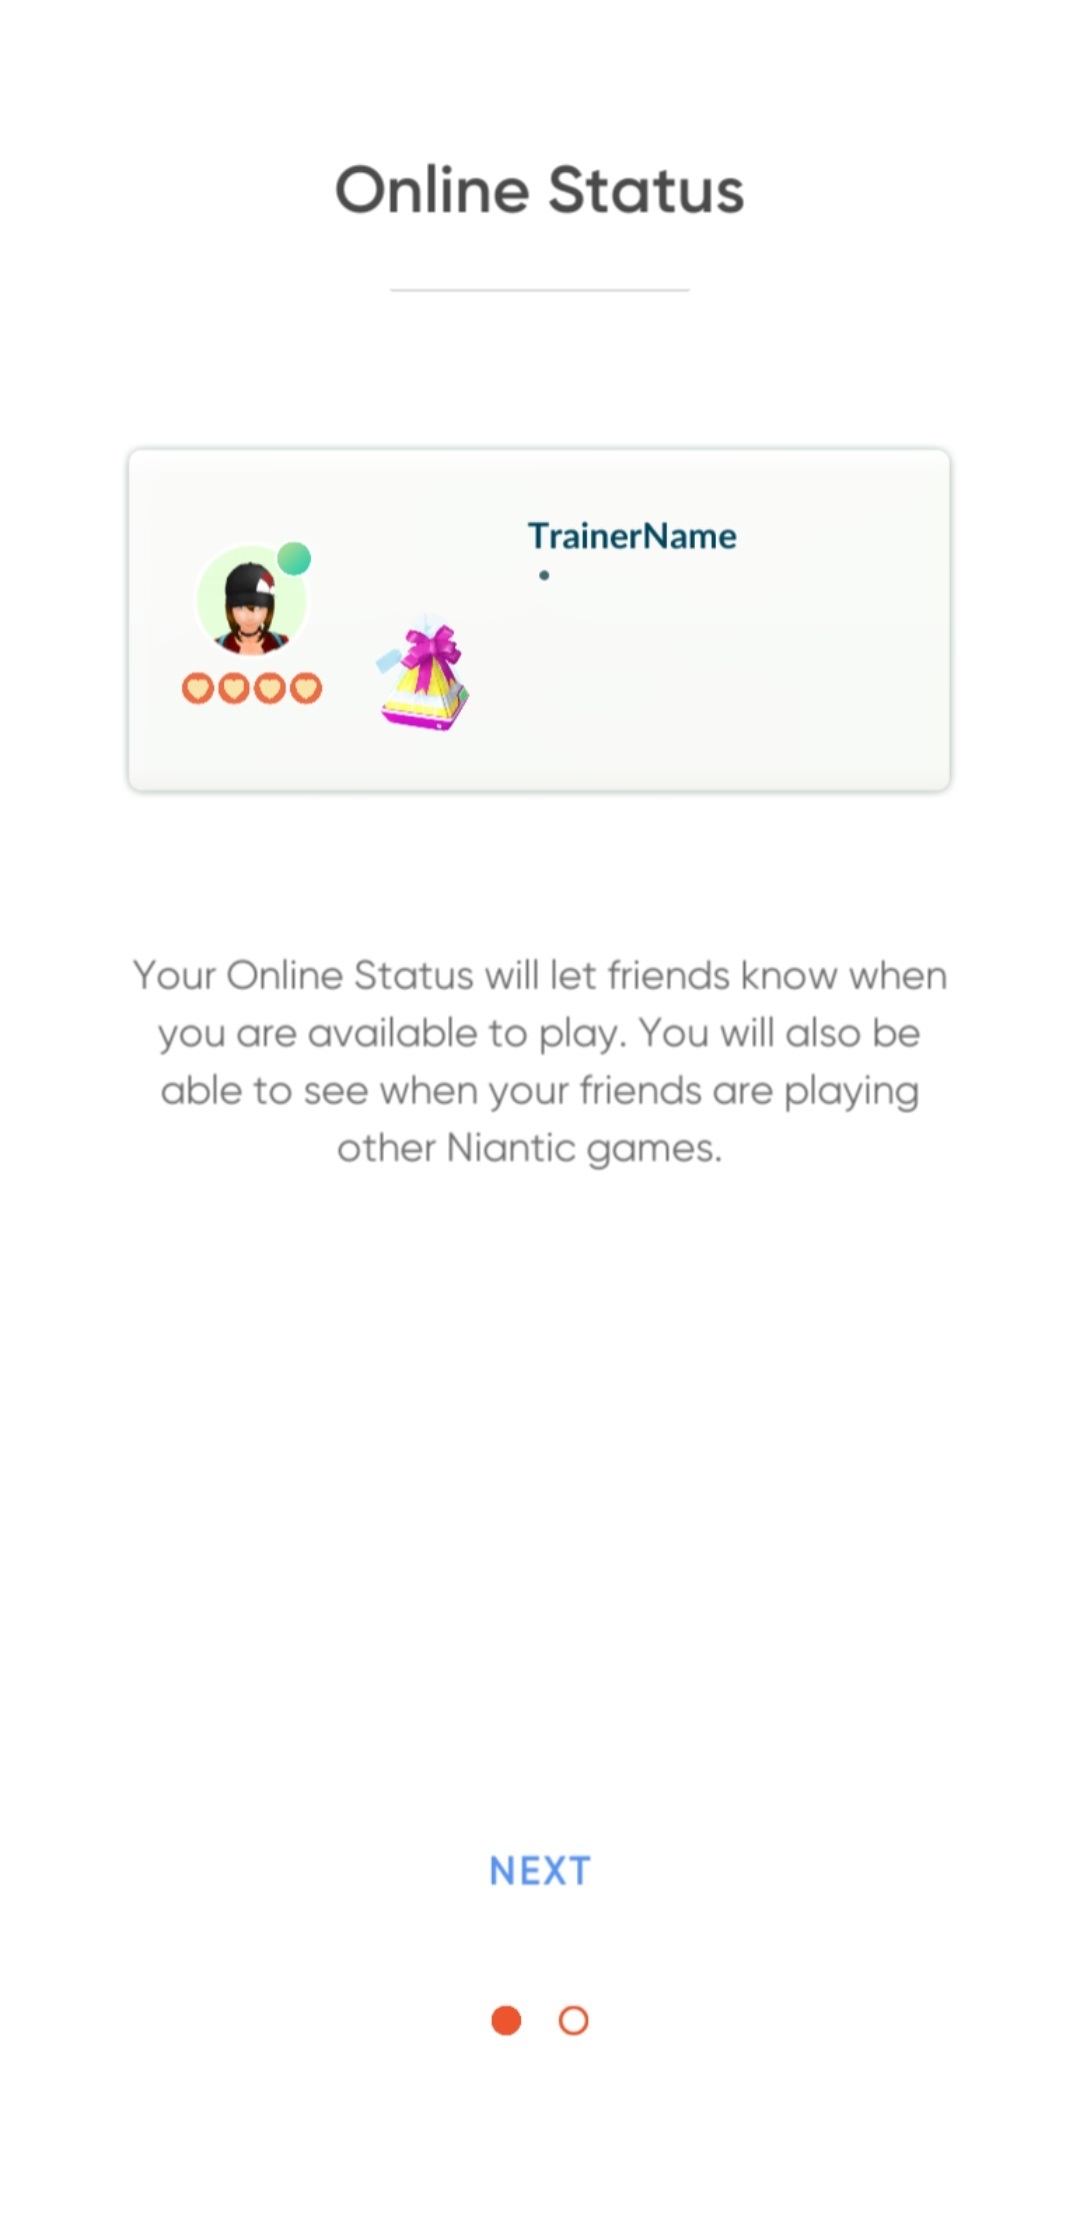 Online Status
TrainerName
Your Online Status will let friends know when
you are available to play. You will also be
able to see when your friends are playing
other Niantic games.
NEXT